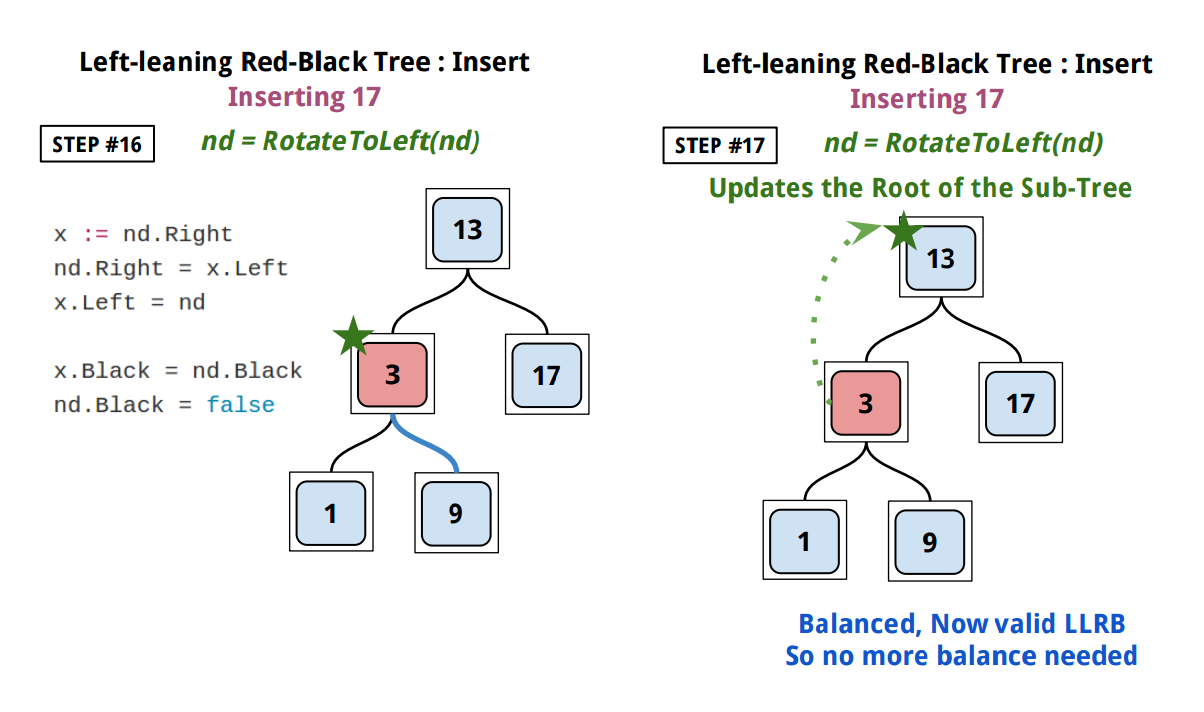 Left-leaning Red-Black Tree : Insert
Inserting 17
STEP #16
nd = RotateToLeft(nd)
x := nd.Right
nd.Right = x.Left
x.Left = nd
x.Black = nd.Black
nd.Black = false
13
3
17
1
9
Left-leaning Red-Black Tree : Insert
Inserting 17
STEP #17
nd = RotateToLeft(nd)
Updates the Root of the Sub-Tree
13
3
17
1
9
Balanced, Now valid LLRB
So no more balance needed